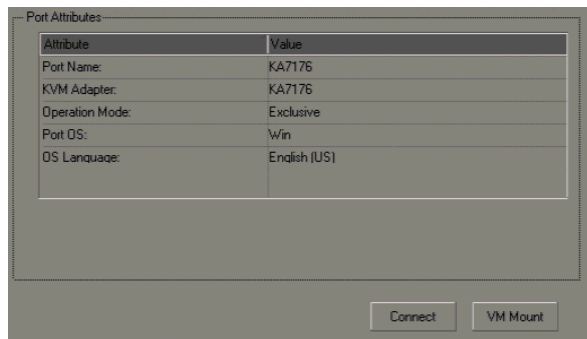 Port Attributes
Attribute Value
Port Name: KA7176
KVM Adapter: KA7176
Operation Mode: Exclusive
Port OS: Win
OS Language: English (US)
Connect VM Mount